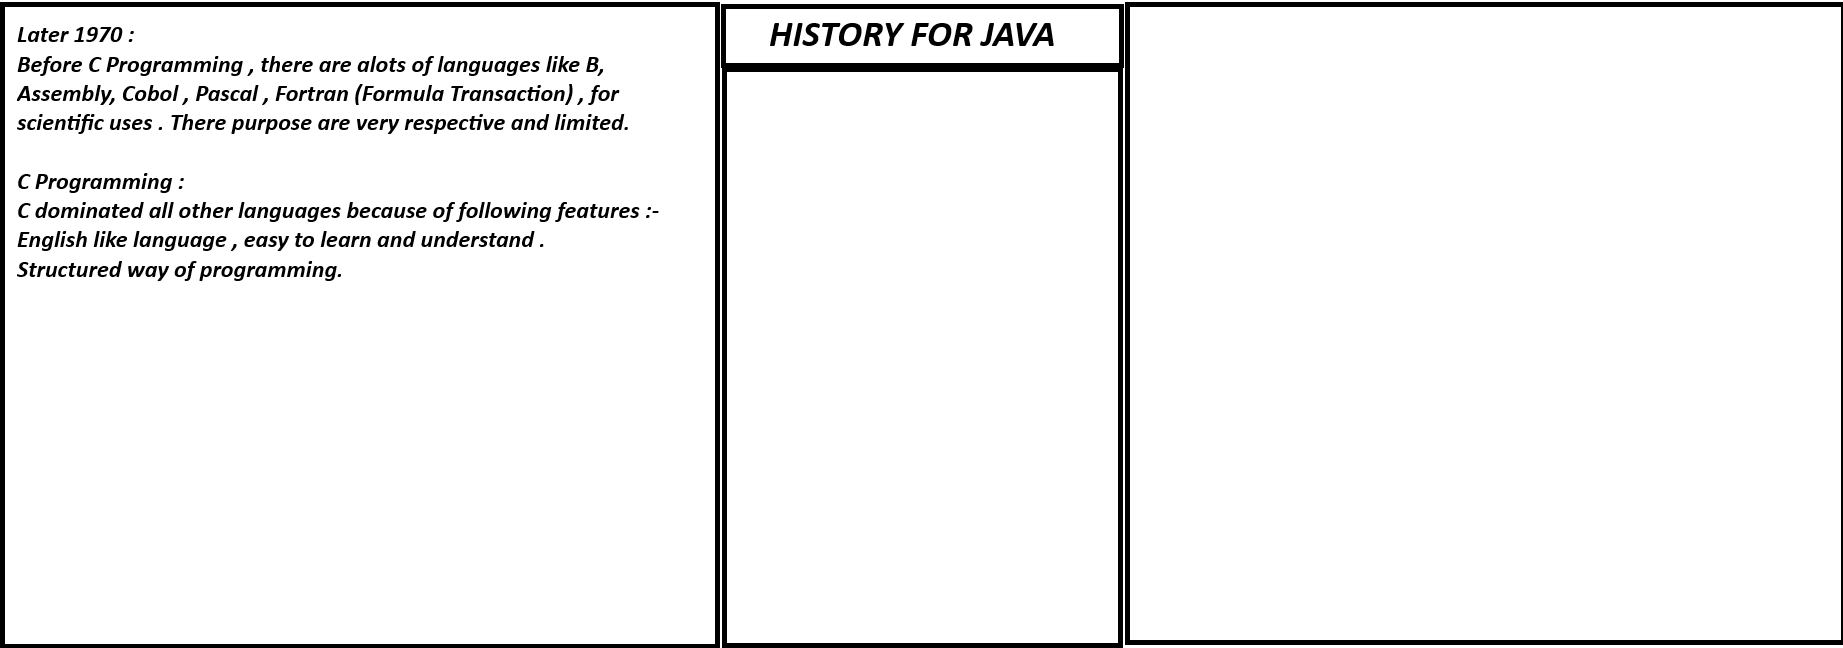 Later 1970 :
Before C Programming , there are alots of languages like B,
Assembly, Cobol , Pascal , Fortran (Formula Transaction) , for
scientific uses . There purpose are very respective and limited.
C Programming :
C dominated all other languages because of following features :-
English like language , easy to learn and understand .
Structured way of programming.
HISTORY FOR JAVA